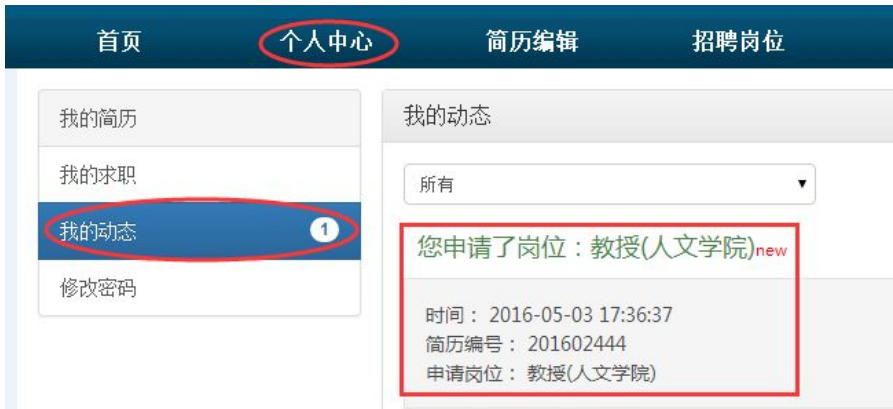 首页 个人中心 简历编辑 招聘岗位
我的简历
我的求职
我的动态 1
修改密码
我的动态
所有
您申请了岗位：教授(人文学院)new
时间： 2016-05-03 17:36:37
简历编号： 201602444
申请岗位： 教授(人文学院)